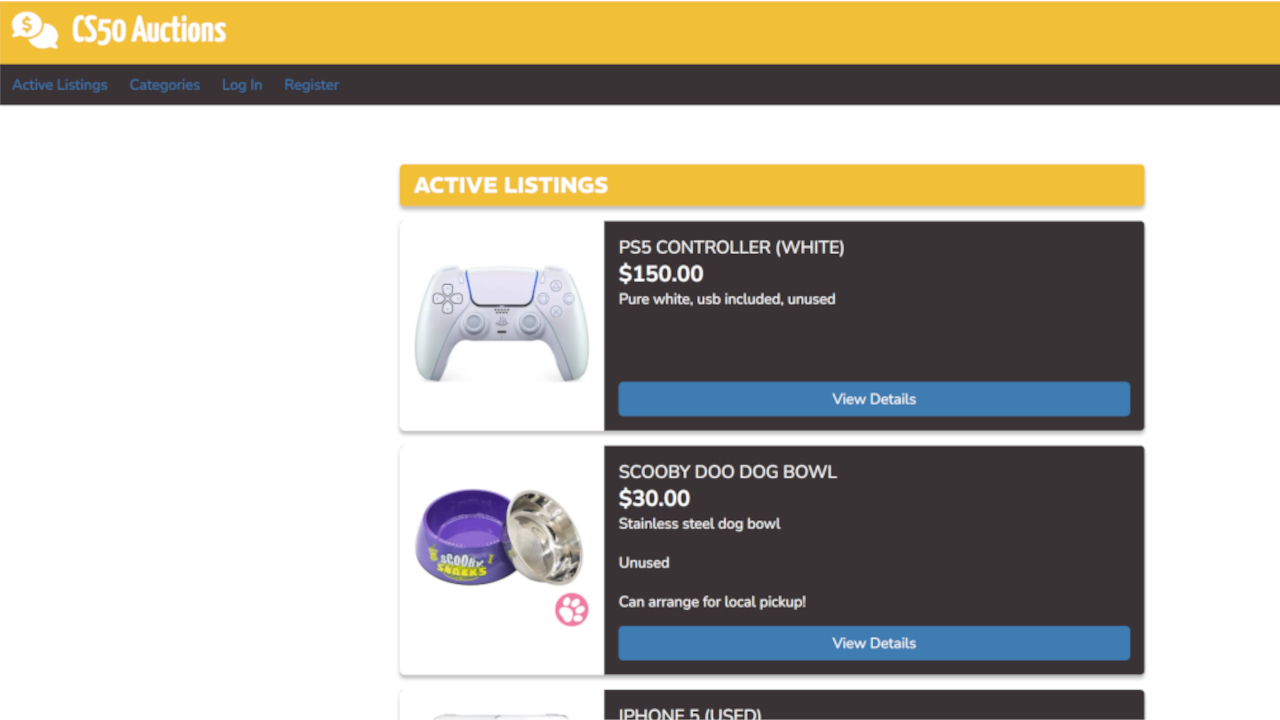 $
CS50 Auctions
Active Listings Categories Log In Register
ACTIVE LISTINGS
PS5 CONTROLLER (WHITE)
$150.00
Pure white, usb included, unused
View Details
SCOOBY DOO DOG BOWL
$30.00
Stainless steel dog bowl
Unused
Can arrange for local pickup!
View Details
SCOOBY
SNACKS
IPHONE 5 (USED)